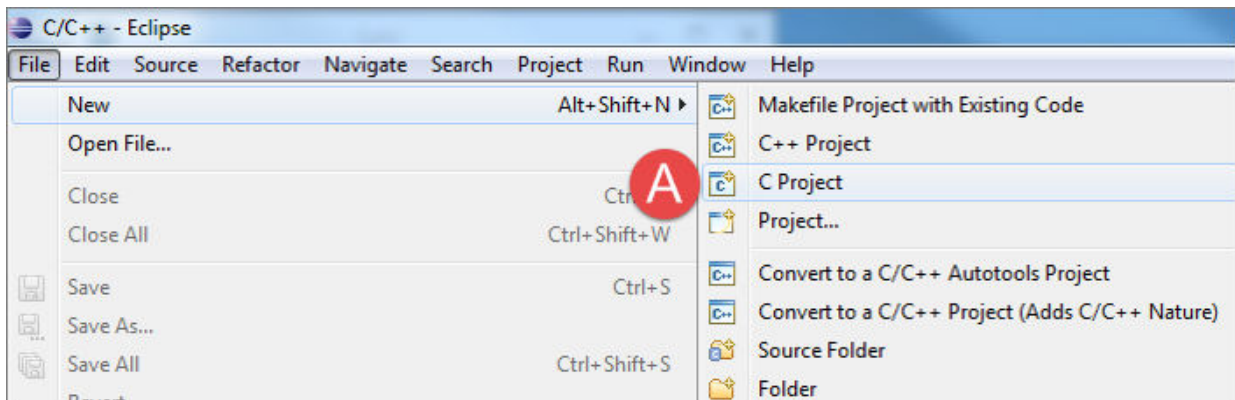 C/C++ - Eclipse
File Edit Source Refactor Navigate Search Project Run Window Help
New Alt+Shift+N
Open File...
Close
Close All Ctrl+Shift+W
Save Ctrl+S
Save As...
Save All Ctrl+Shift+S
A
Makefile Project with Existing Code
C++ Project
C Project
Project...
Convert to a C/C++ Autotools Project
Convert to a C/C++ Project (Adds C/C++ Nature)
Source Folder
Folder